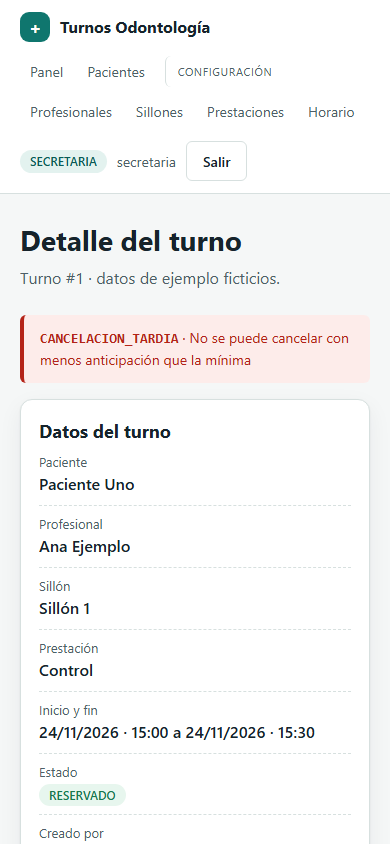 + Turnos Odontología
Panel Pacientes CONFIGURACIÓN
Profesionales Sillones Prestaciones Horario
SECRETARIA secretaria Salir
Detalle del turno
Turno #1 · datos de ejemplo ficticios.
CANCELACION_TARDIA · No se puede cancelar con
menos anticipación que la mínima
Datos del turno
Paciente
Paciente Uno
Profesional
Ana Ejemplo
Sillón
Sillón 1
Prestación
Control
Inicio y fin
24/11/2026 · 15:00 a 24/11/2026 · 15:30
Estado
RESERVADO
Creado por